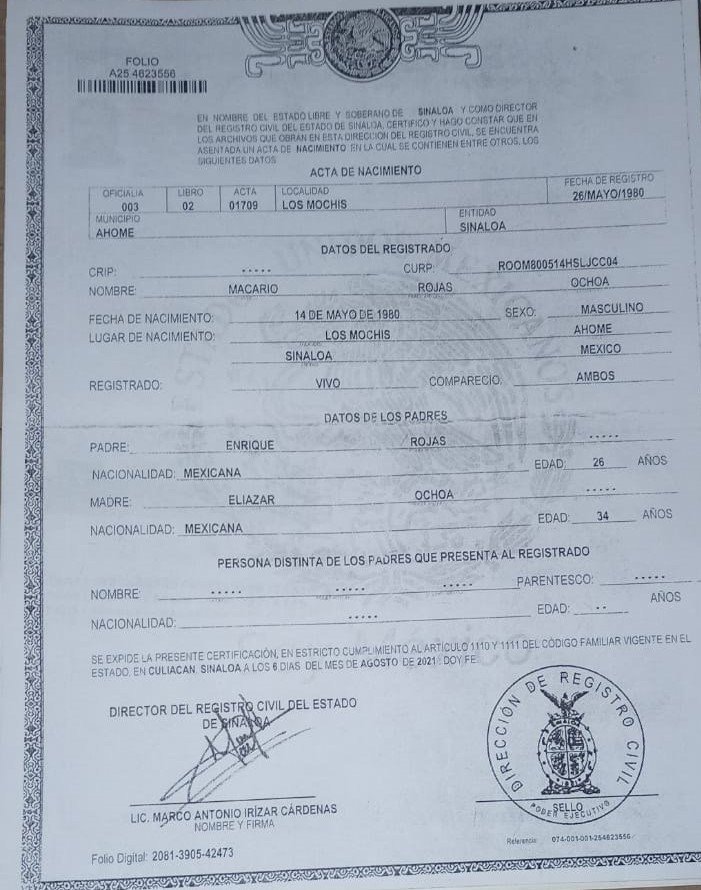 FOLIO
A25 4623556
EN NOMBRE DEL ESTADO LIBRE Y SOBERANO DE SINALOA Y COMO DIRECTOR
DEL REGISTRO CIVIL DEL ESTADO DE SINALOA, CERTIFICO Y HAGO CONSTAR QUE EN
LOS ARCHIVOS QUE OBRAN EN ESTA DIRECCION DEL REGISTRO CIVIL, SE ENCUENTRA
ASENTADA UN ACTA DE NACIMIENTO EN LA CUAL SE CONTIENEN ENTRE OTROS, LOS
SIGUIENTES DATOS
ACTA DE NACIMIENTO
OFICIALIA LIBRO ACTA LOCALIDAD FECHA DE REGISTRO
003 02 01709 LOS MOCHIS 26/MAYO/1980
MUNICIPIO ENTIDAD
AHOME SINALOA
DATOS DEL REGISTRADO
CRIP: ..... CURP: ROOM800514HSLJCC04
NOMBRE: MACARIO ROJAS OCHOA
FECHA DE NACIMIENTO: 14 DE MAYO DE 1980 SEXO: MASCULINO
LUGAR DE NACIMIENTO: LOS MOCHIS AHOME
SINALOA MEXICO
REGISTRADO: VIVO COMPARECIO: AMBOS
DATOS DE LOS PADRES
PADRE: ENRIQUE ROJAS .....
NACIONALIDAD: MEXICANA EDAD: 26 AÑOS
MADRE: ELIAZAR OCHOA .....
NACIONALIDAD: MEXICANA EDAD: 34 AÑOS
PERSONA DISTINTA DE LOS PADRES QUE PRESENTA AL REGISTRADO
NOMBRE ..... ..... ..... PARENTESCO: .....
NACIONALIDAD: ..... EDAD: .. AÑOS
SE EXPIDE LA PRESENTE CERTIFICACIÓN, EN ESTRICTO CUMPLIMIENTO AL ARTICULO 1110 Y 1111 DEL CÓDIGO FAMILIAR VIGENTE EN EL
ESTADO, EN CULIACAN, SINALOA A LOS 6 DIAS DEL MES DE AGOSTO DE 2021. DOY FE
DIRECTOR DEL REGISTRO CIVIL DEL ESTADO
DE SINALOA
LIC. MARCO ANTONIO IRÍZAR CÁRDENAS
NOMBRE Y FIRMA
DIRECCIÓN DE REGISTRO CIVIL
PODER EJECUTIVO
SELLO
Referencia: 074-001-001-254623556
Folio Digital: 2081-3905-42473